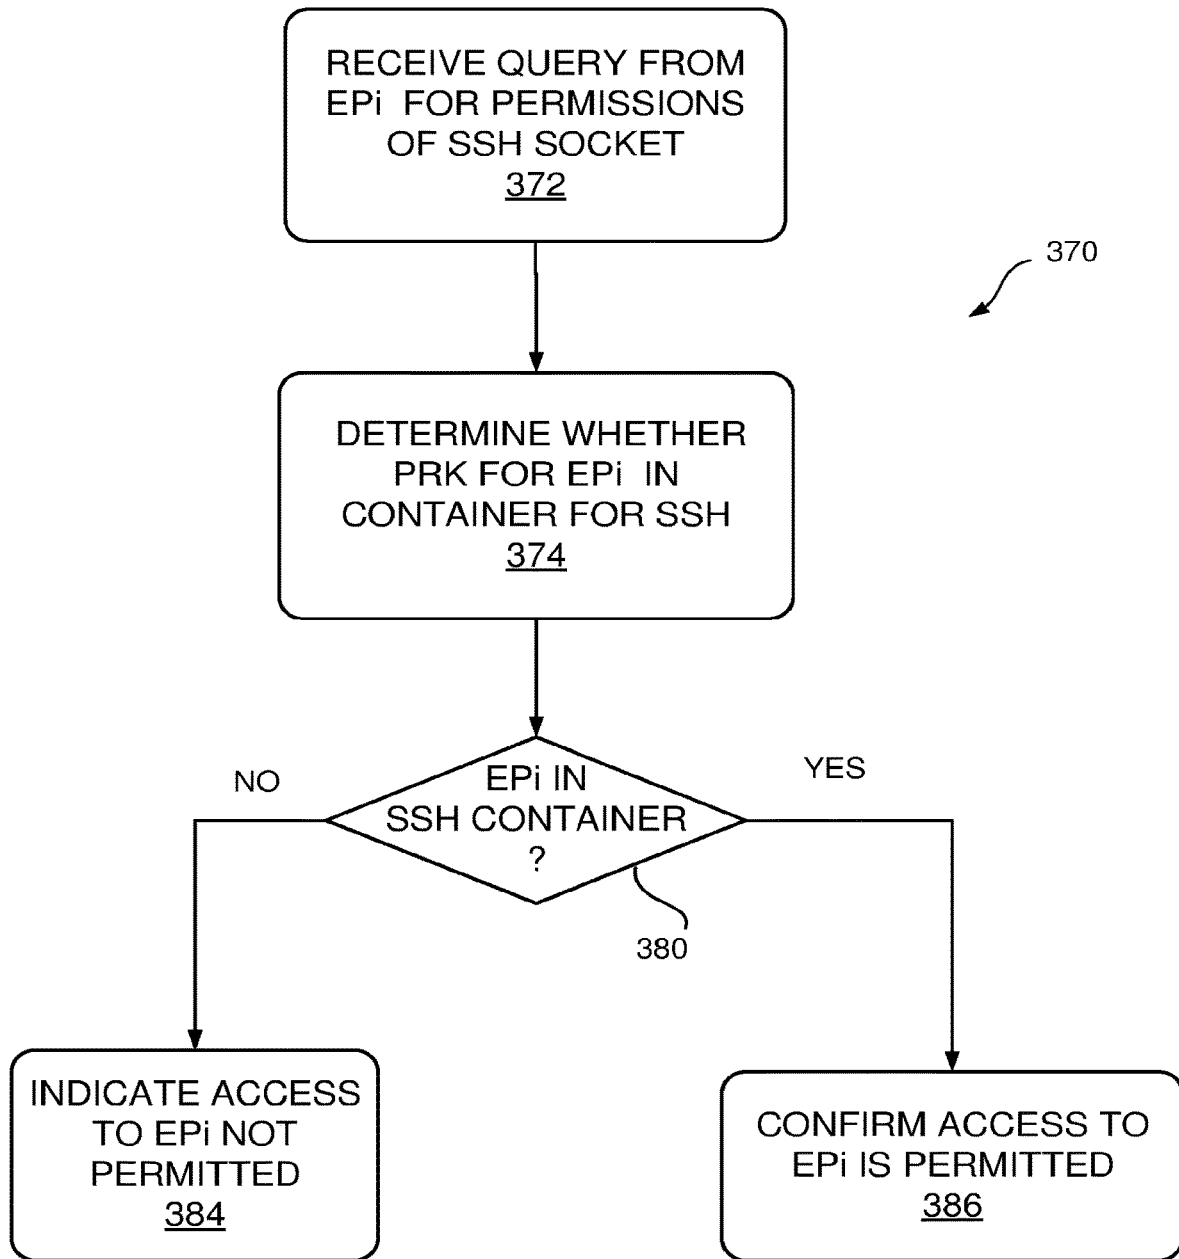 RECEIVE QUERY FROM
EPi FOR PERMISSIONS
OF SSH SOCKET
372
370
DETERMINE WHETHER
PRK FOR EPi IN
CONTAINER FOR SSH
374
NO
YES
EPi IN
SSH CONTAINER
?
380
INDICATE ACCESS
TO EPi NOT
PERMITTED
384
CONFIRM ACCESS TO
EPi IS PERMITTED
386